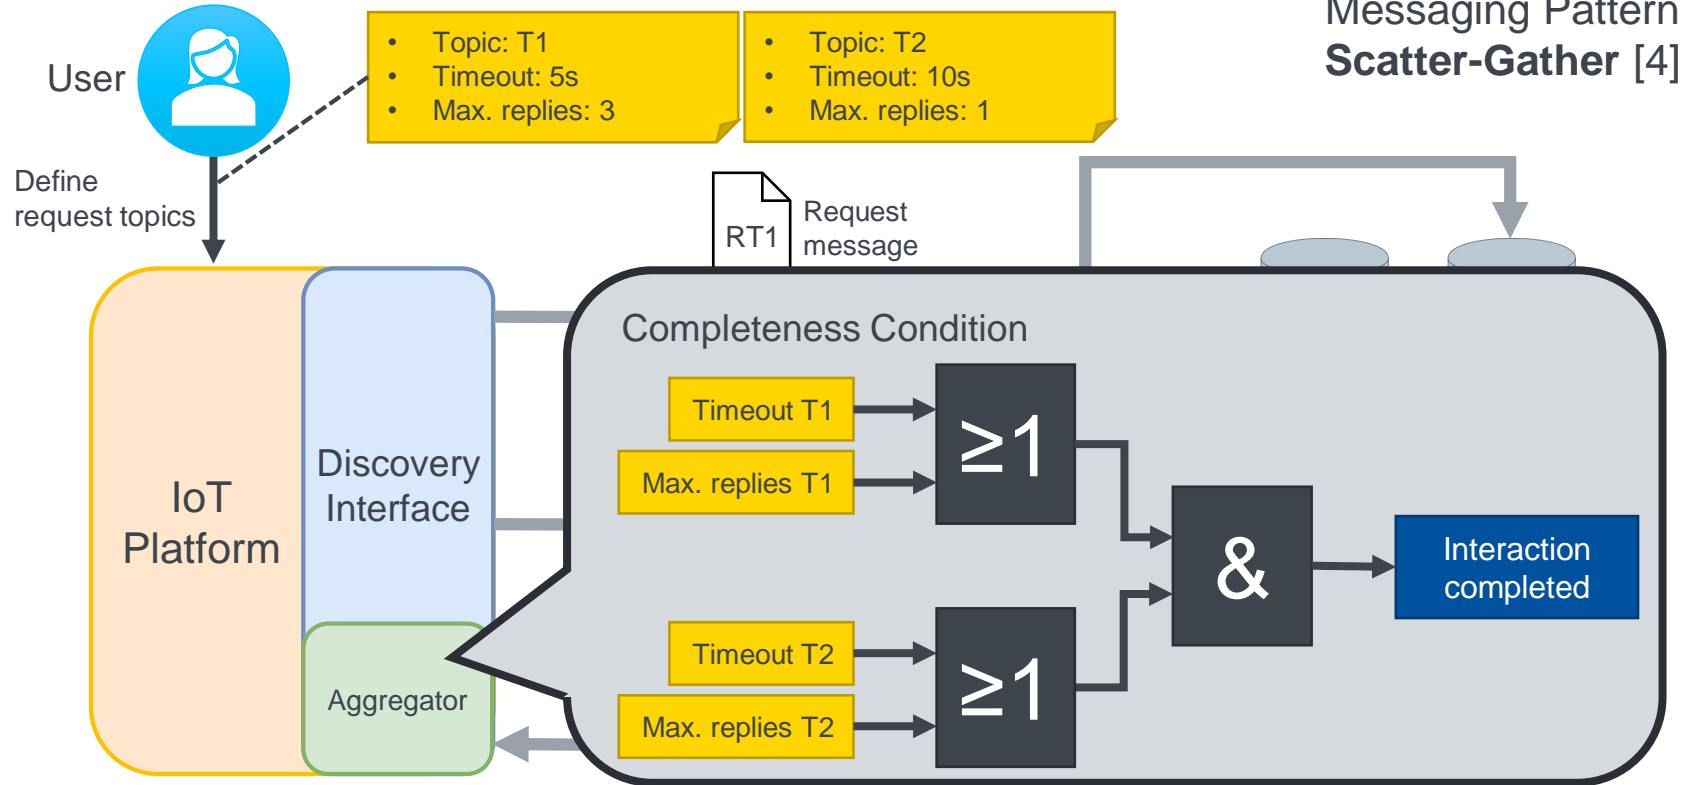 Messaging Pattern
Scatter-Gather [4]
User
• Topic: T1
• Timeout: 5s
• Max. replies: 3
• Topic: T2
• Timeout: 10s
• Max. replies: 1
Define
request topics
RT1
Request
message
IoT
Platform
Discovery
Interface
Aggregator
Completeness Condition
Timeout T1
Max. replies T1
≥1
Timeout T2
Max. replies T2
≥1
&
Interaction
completed